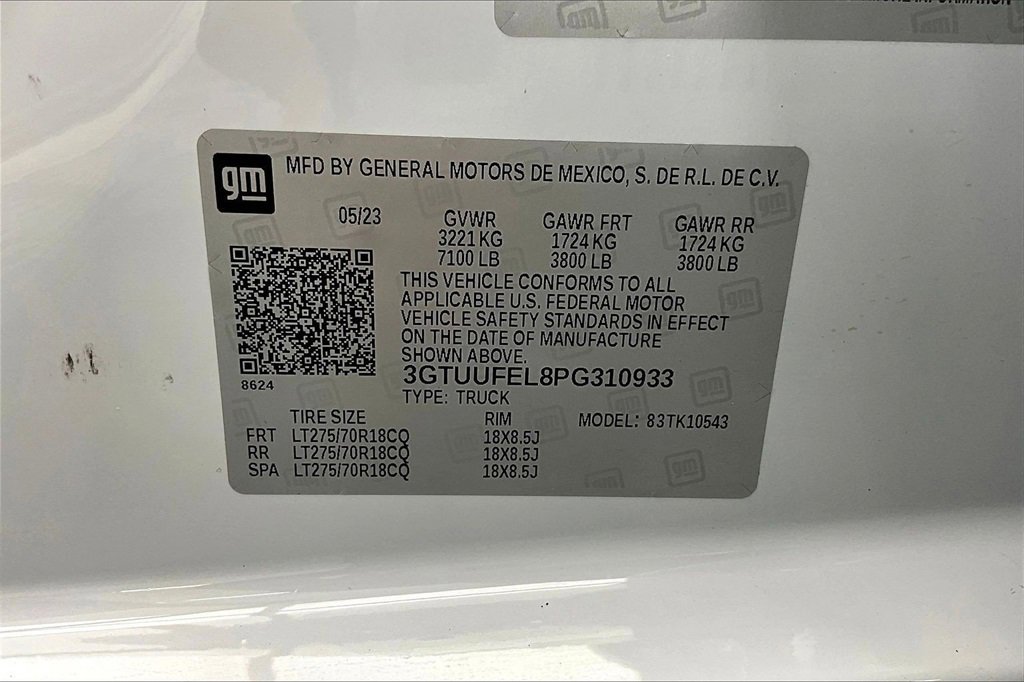 INFORMATION
gm
MFD BY GENERAL MOTORS DE MEXICO, S. DE R.L. DE C.V.
05/23 GVWR GAWR FRT GAWR RR
3221 KG 1724 KG 1724 KG
7100 LB 3800 LB 3800 LB
THIS VEHICLE CONFORMS TO ALL
APPLICABLE U.S. FEDERAL MOTOR
VEHICLE SAFETY STANDARDS IN EFFECT
ON THE DATE OF MANUFACTURE
SHOWN ABOVE.
8624 3GTUUFEL8PG310933
TYPE: TRUCK
TIRE SIZE RIM MODEL: 83TK10543
FRT LT275/70R18CQ 18X8.5J
RR LT275/70R18CQ 18X8.5J
SPA LT275/70R18CQ 18X8.5J